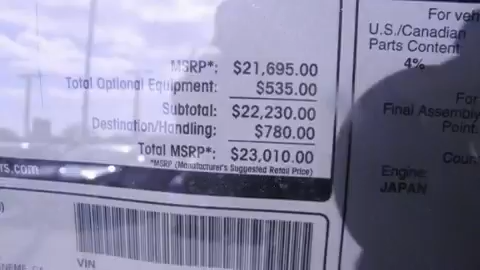 MSRP*: $21,695.00
Total Optional Equipment: $535.00
Subtotal: $22,230.00
Destination/Handling: $780.00
Total MSRP*: $23,010.00
*MSRP (Manufacturer's Suggested Retail Price)
rs.com
VIN
For veh
U.S./Canadian
Parts Content
4%
For
Final Assembly
Point:
Coun
Engine:
JAPAN